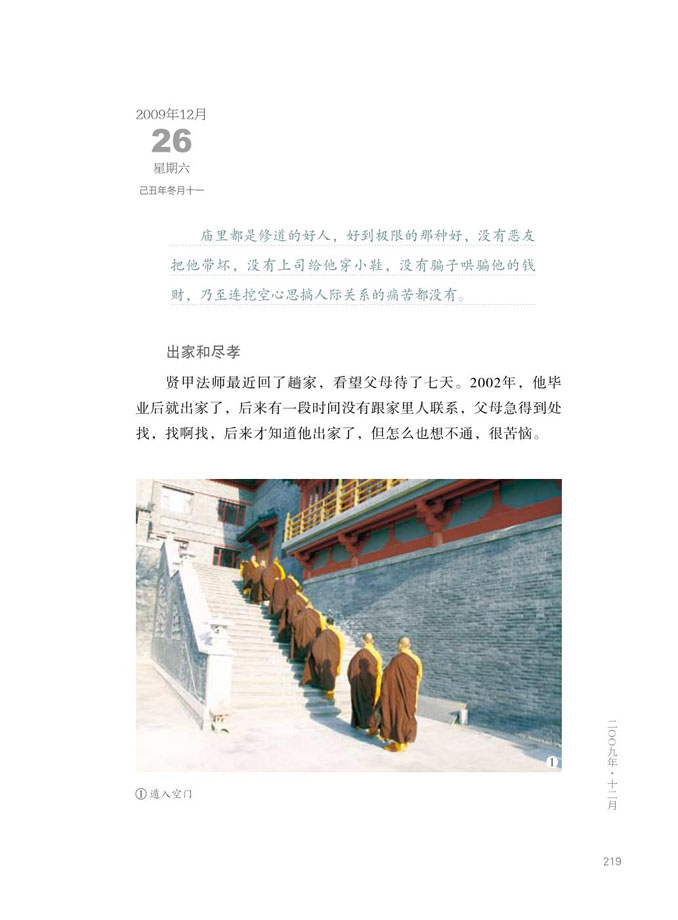 2009年12月
26
星期六
己丑年冬月十一
庙里都是修道的好人，好到极限的那种好，没有恶友
把他带坏，没有上司给他穿小鞋，没有骗子哄骗他的钱
财，乃至连挖空心思搞人际关系的痛苦都没有。
出家和尽孝
贤甲法师最近回了趟家，看望父母待了七天。2002年，他毕
业后就出家了，后来有一段时间没有跟家里人联系，父母急得到处
找，找啊找，后来才知道他出家了，但怎么也想不通，很苦恼。
1
① 遁入空门
二〇〇九年·十二月
219